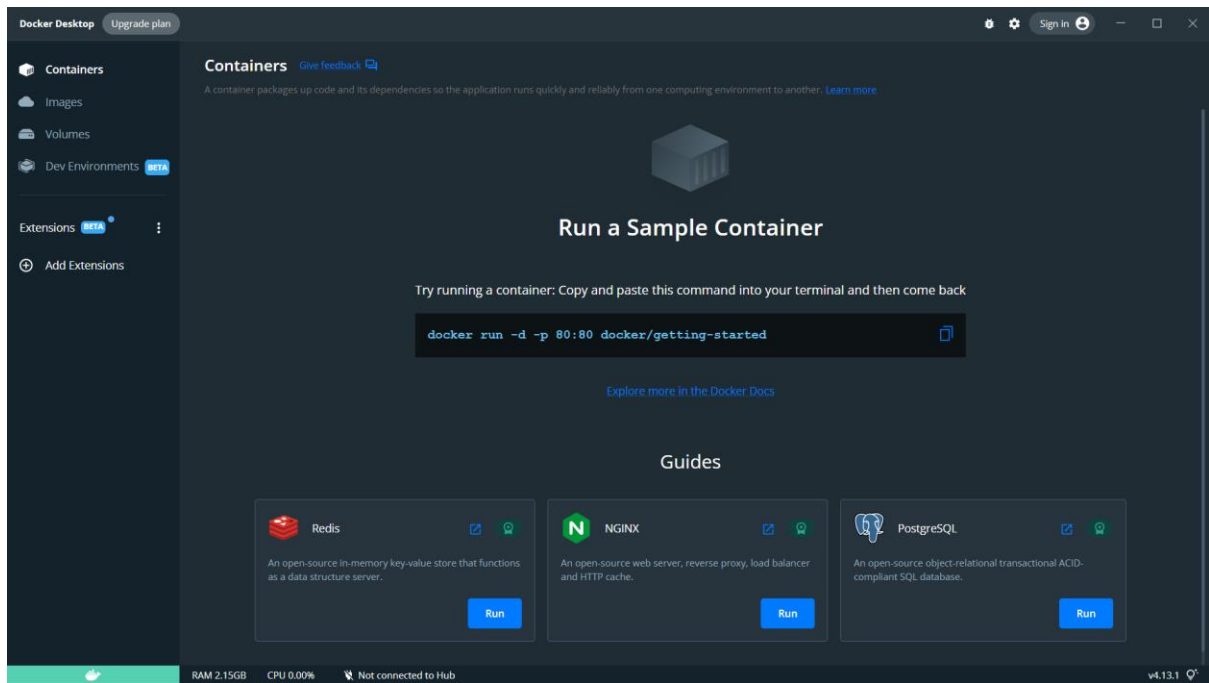 Docker Desktop Upgrade plan Sign in
Containers
Images
Volumes
Dev Environments BETA
Extensions BETA
Add Extensions
Containers Give feedback
A container packages up code and its dependencies so the application runs quickly and reliably from one computing environment to another. Learn more
Run a Sample Container
Try running a container: Copy and paste this command into your terminal and then come back
docker run -d -p 80:80 docker/getting-started
Explore more in the Docker Docs
Guides
Redis
An open-source in-memory key-value store that functions
as a data structure server.
Run
N NGINX
An open-source web server, reverse proxy, load balancer
and HTTP cache.
Run
PostgreSQL
An open-source object-relational transactional ACID-
compliant SQL database.
Run
RAM 2.15GB CPU 0.00% Not connected to Hub v4.13.1